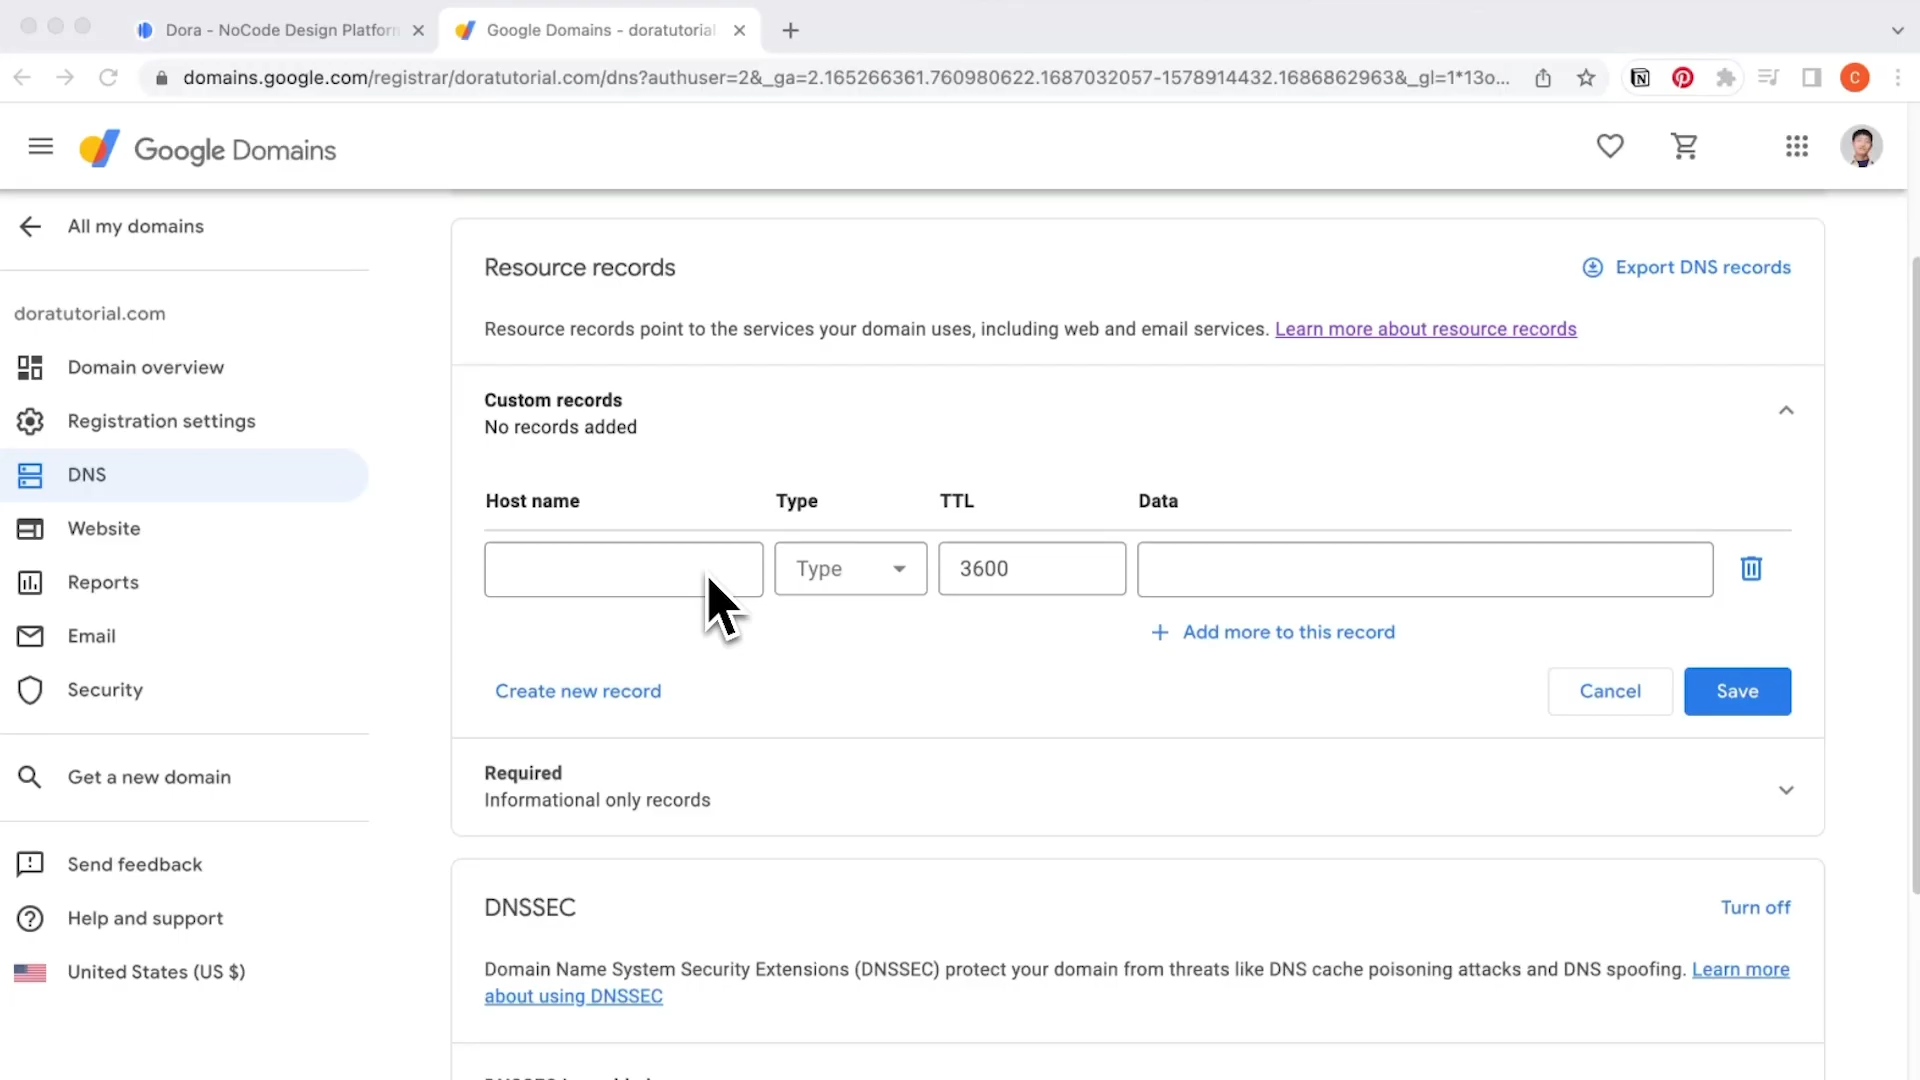 Dora - NoCode Design Platform
Google Domains - doratutorial
domains.google.com/registrar/doratutorial.com/dns?authuser=2&_ga=2.165266361.760980622.1687032057-1578914432.1686862963&_gl=1*13o...
C
Google Domains
All my domains
doratutorial.com
Domain overview
Registration settings
DNS
Website
Reports
Email
Security
Get a new domain
Send feedback
Help and support
United States (US $)
Resource records
Export DNS records
Resource records point to the services your domain uses, including web and email services. Learn more about resource records
Custom records
No records added
Host name Type TTL Data
Type 3600
Add more to this record
Create new record
Cancel
Save
Required
Informational only records
DNSSEC
Turn off
Domain Name System Security Extensions (DNSSEC) protect your domain from threats like DNS cache poisoning attacks and DNS spoofing. Learn more
about using DNSSEC